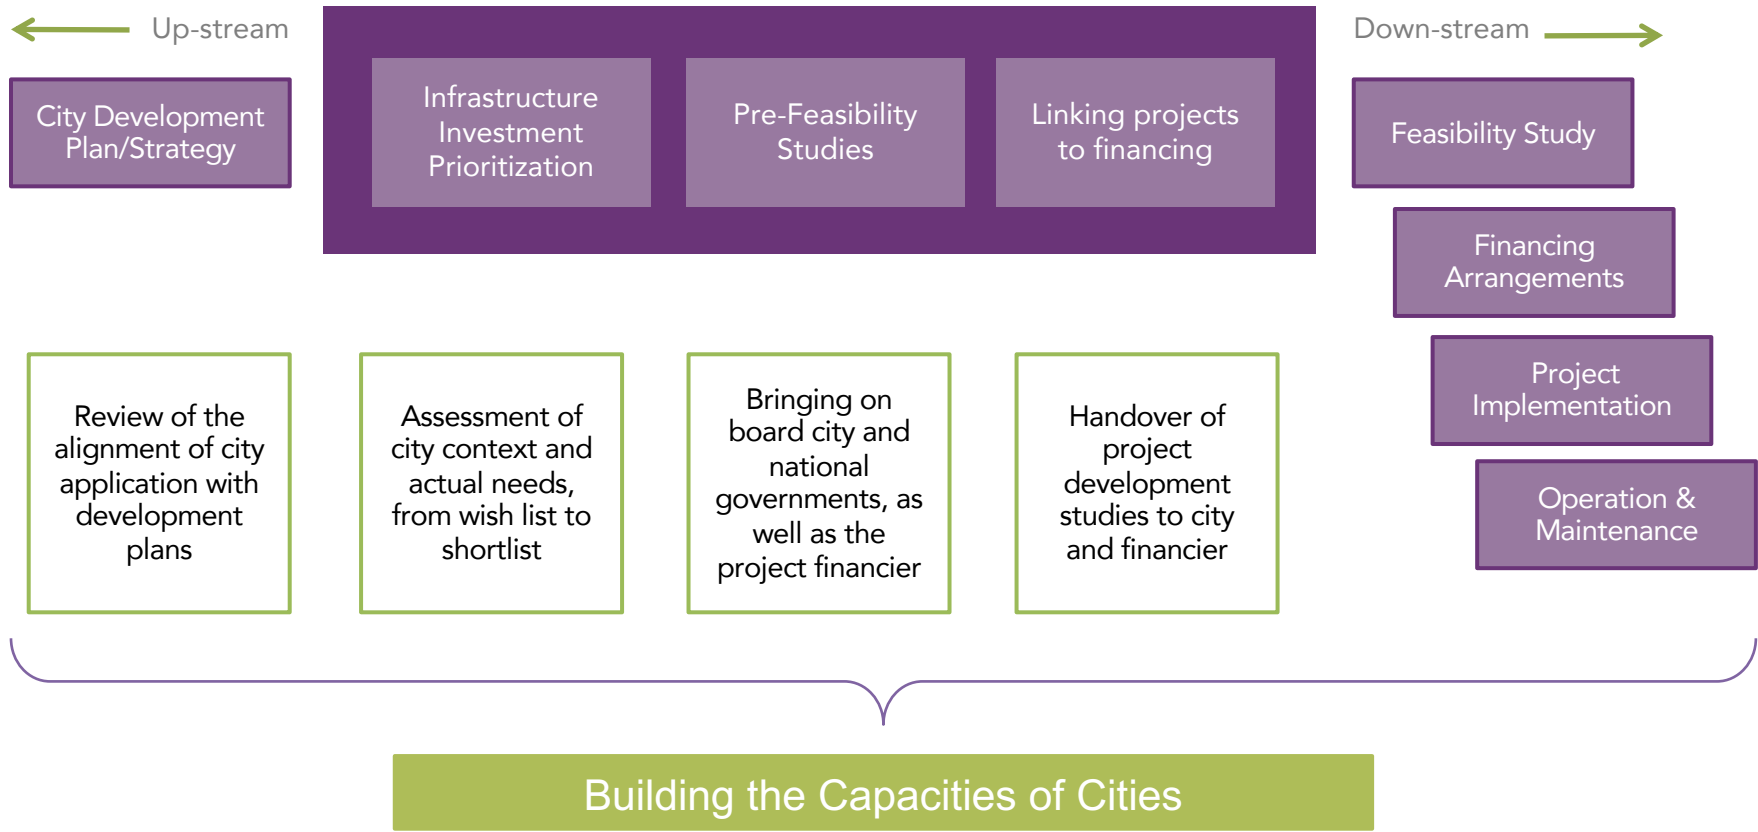 Up-stream
City Development
Plan/Strategy
Infrastructure
Investment
Prioritization
Pre-Feasibility
Studies
Linking projects
to financing
Down-stream
Feasibility Study
Financing
Arrangements
Project
Implementation
Operation &
Maintenance
Review of the
alignment of city
application with
development
plans
Assessment of
city context and
actual needs,
from wish list to
shortlist
Bringing on
board city and
national
governments, as
well as the
project financier
Handover of
project
development
studies to city
and financier
Building the Capacities of Cities